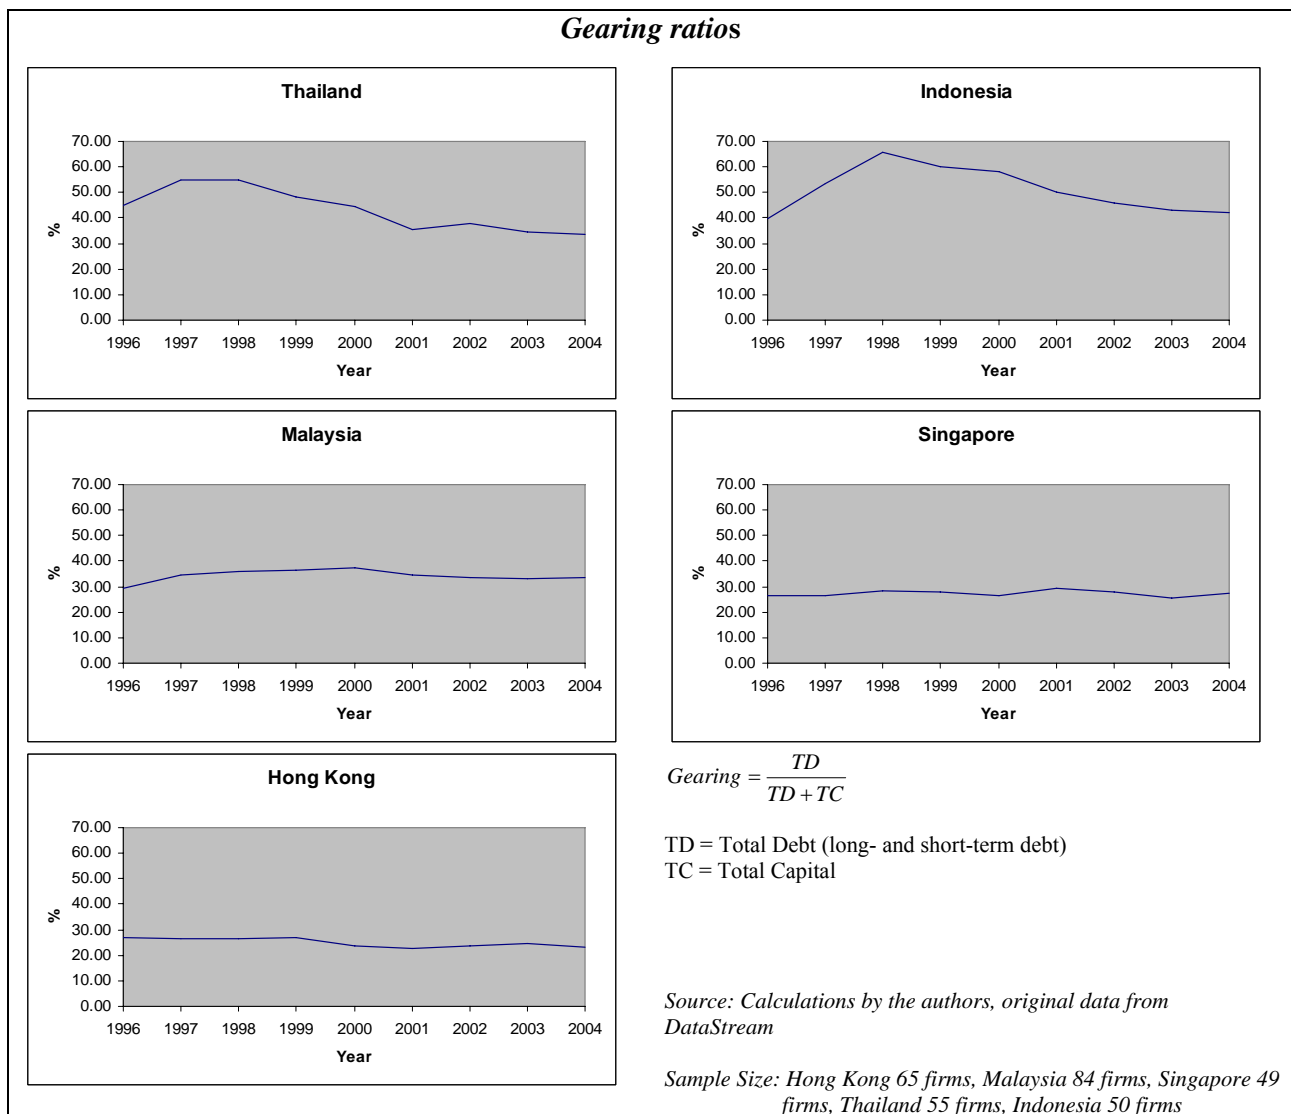 Gearing ratios
Thailand
70.00
60.00
50.00
40.00
30.00
20.00
10.00
0.00
%
1996 1997 1998 1999 2000 2001 2002 2003 2004
Year
Indonesia
70.00
60.00
50.00
40.00
30.00
20.00
10.00
0.00
%
1996 1997 1998 1999 2000 2001 2002 2003 2004
Year
Malaysia
70.00
60.00
50.00
40.00
30.00
20.00
10.00
0.00
%
1996 1997 1998 1999 2000 2001 2002 2003 2004
Year
Singapore
70.00
60.00
50.00
40.00
30.00
20.00
10.00
0.00
%
1996 1997 1998 1999 2000 2001 2002 2003 2004
Year
Hong Kong
70.00
60.00
50.00
40.00
30.00
20.00
10.00
0.00
%
1996 1997 1998 1999 2000 2001 2002 2003 2004
Year
Gearing = TD / TD + TC
TD = Total Debt (long- and short-term debt)
TC = Total Capital
Source: Calculations by the authors, original data from
DataStream
Sample Size: Hong Kong 65 firms, Malaysia 84 firms, Singapore 49
firms, Thailand 55 firms, Indonesia 50 firms